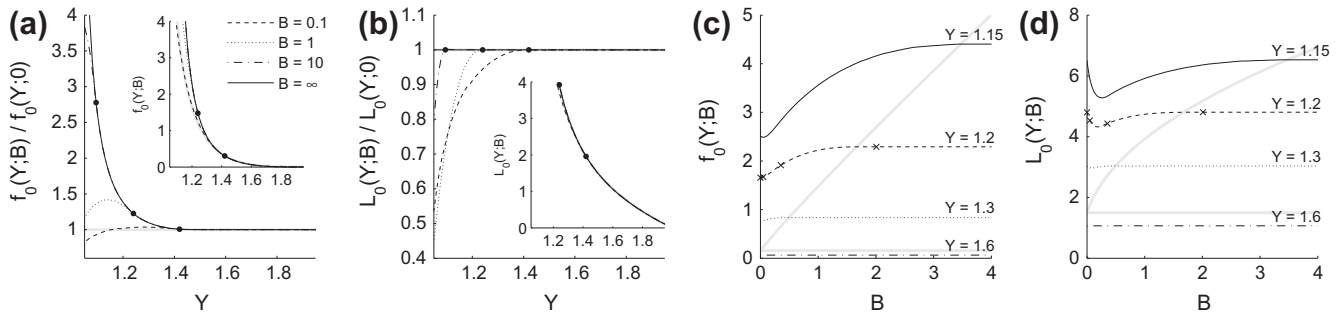 (a)
f₀(Y;B) / f₀(Y;0)
4
3.5
3
2.5
2
1.5
1
1.2 1.4 1.6 1.8
Y
B = 0.1
B = 1
B = 10
B = ∞
f₀(Y;B)
4
3
2
1
0
1.2 1.4 1.6 1.8
(b)
L₀(Y;B) / L₀(Y;0)
1.1
1
0.9
0.8
0.7
0.6
0.5
0.4
1.2 1.4 1.6 1.8
Y
L₀(Y;B)
4
3
2
1
0
1.2 1.4 1.6 1.8
(c)
f₀(Y;B)
5
4
3
2
1
0
0 1 2 3 4
B
Y = 1.15
Y = 1.2
Y = 1.3
Y = 1.6
(d)
L₀(Y;B)
8
6
4
2
0
0 1 2 3 4
B
Y = 1.15
Y = 1.2
Y = 1.3
Y = 1.6